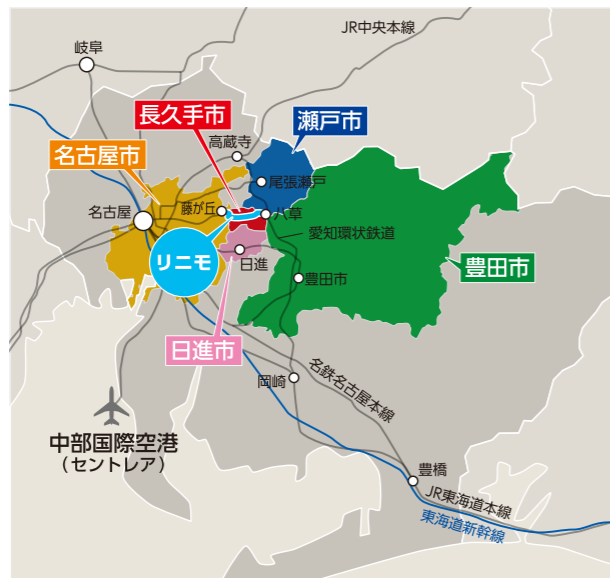 JR中央本線
岐阜
長久手市
瀬戸市
高蔵寺
名古屋市
尾張瀬戸
藤が丘
名古屋
八草
愛知環状鉄道
リニモ
日進
豊田市
豊田市
日進市
岡崎
名鉄名古屋本線
中部国際空港
(セントレア)
豊橋
JR東海道本線
東海道新幹線